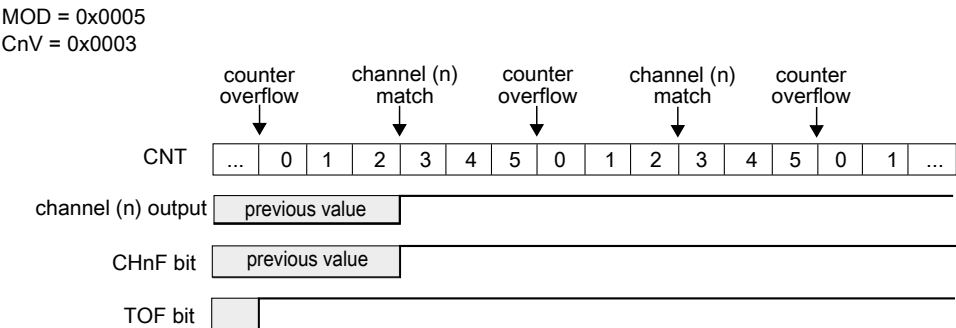 MOD = 0x0005
CnV = 0x0003
counter overflow
channel (n) match
counter overflow
channel (n) match
counter overflow
CNT ... 0 1 2 3 4 5 0 1 2 3 4 5 0 1 ...
channel (n) output previous value
CHnF bit previous value
TOF bit